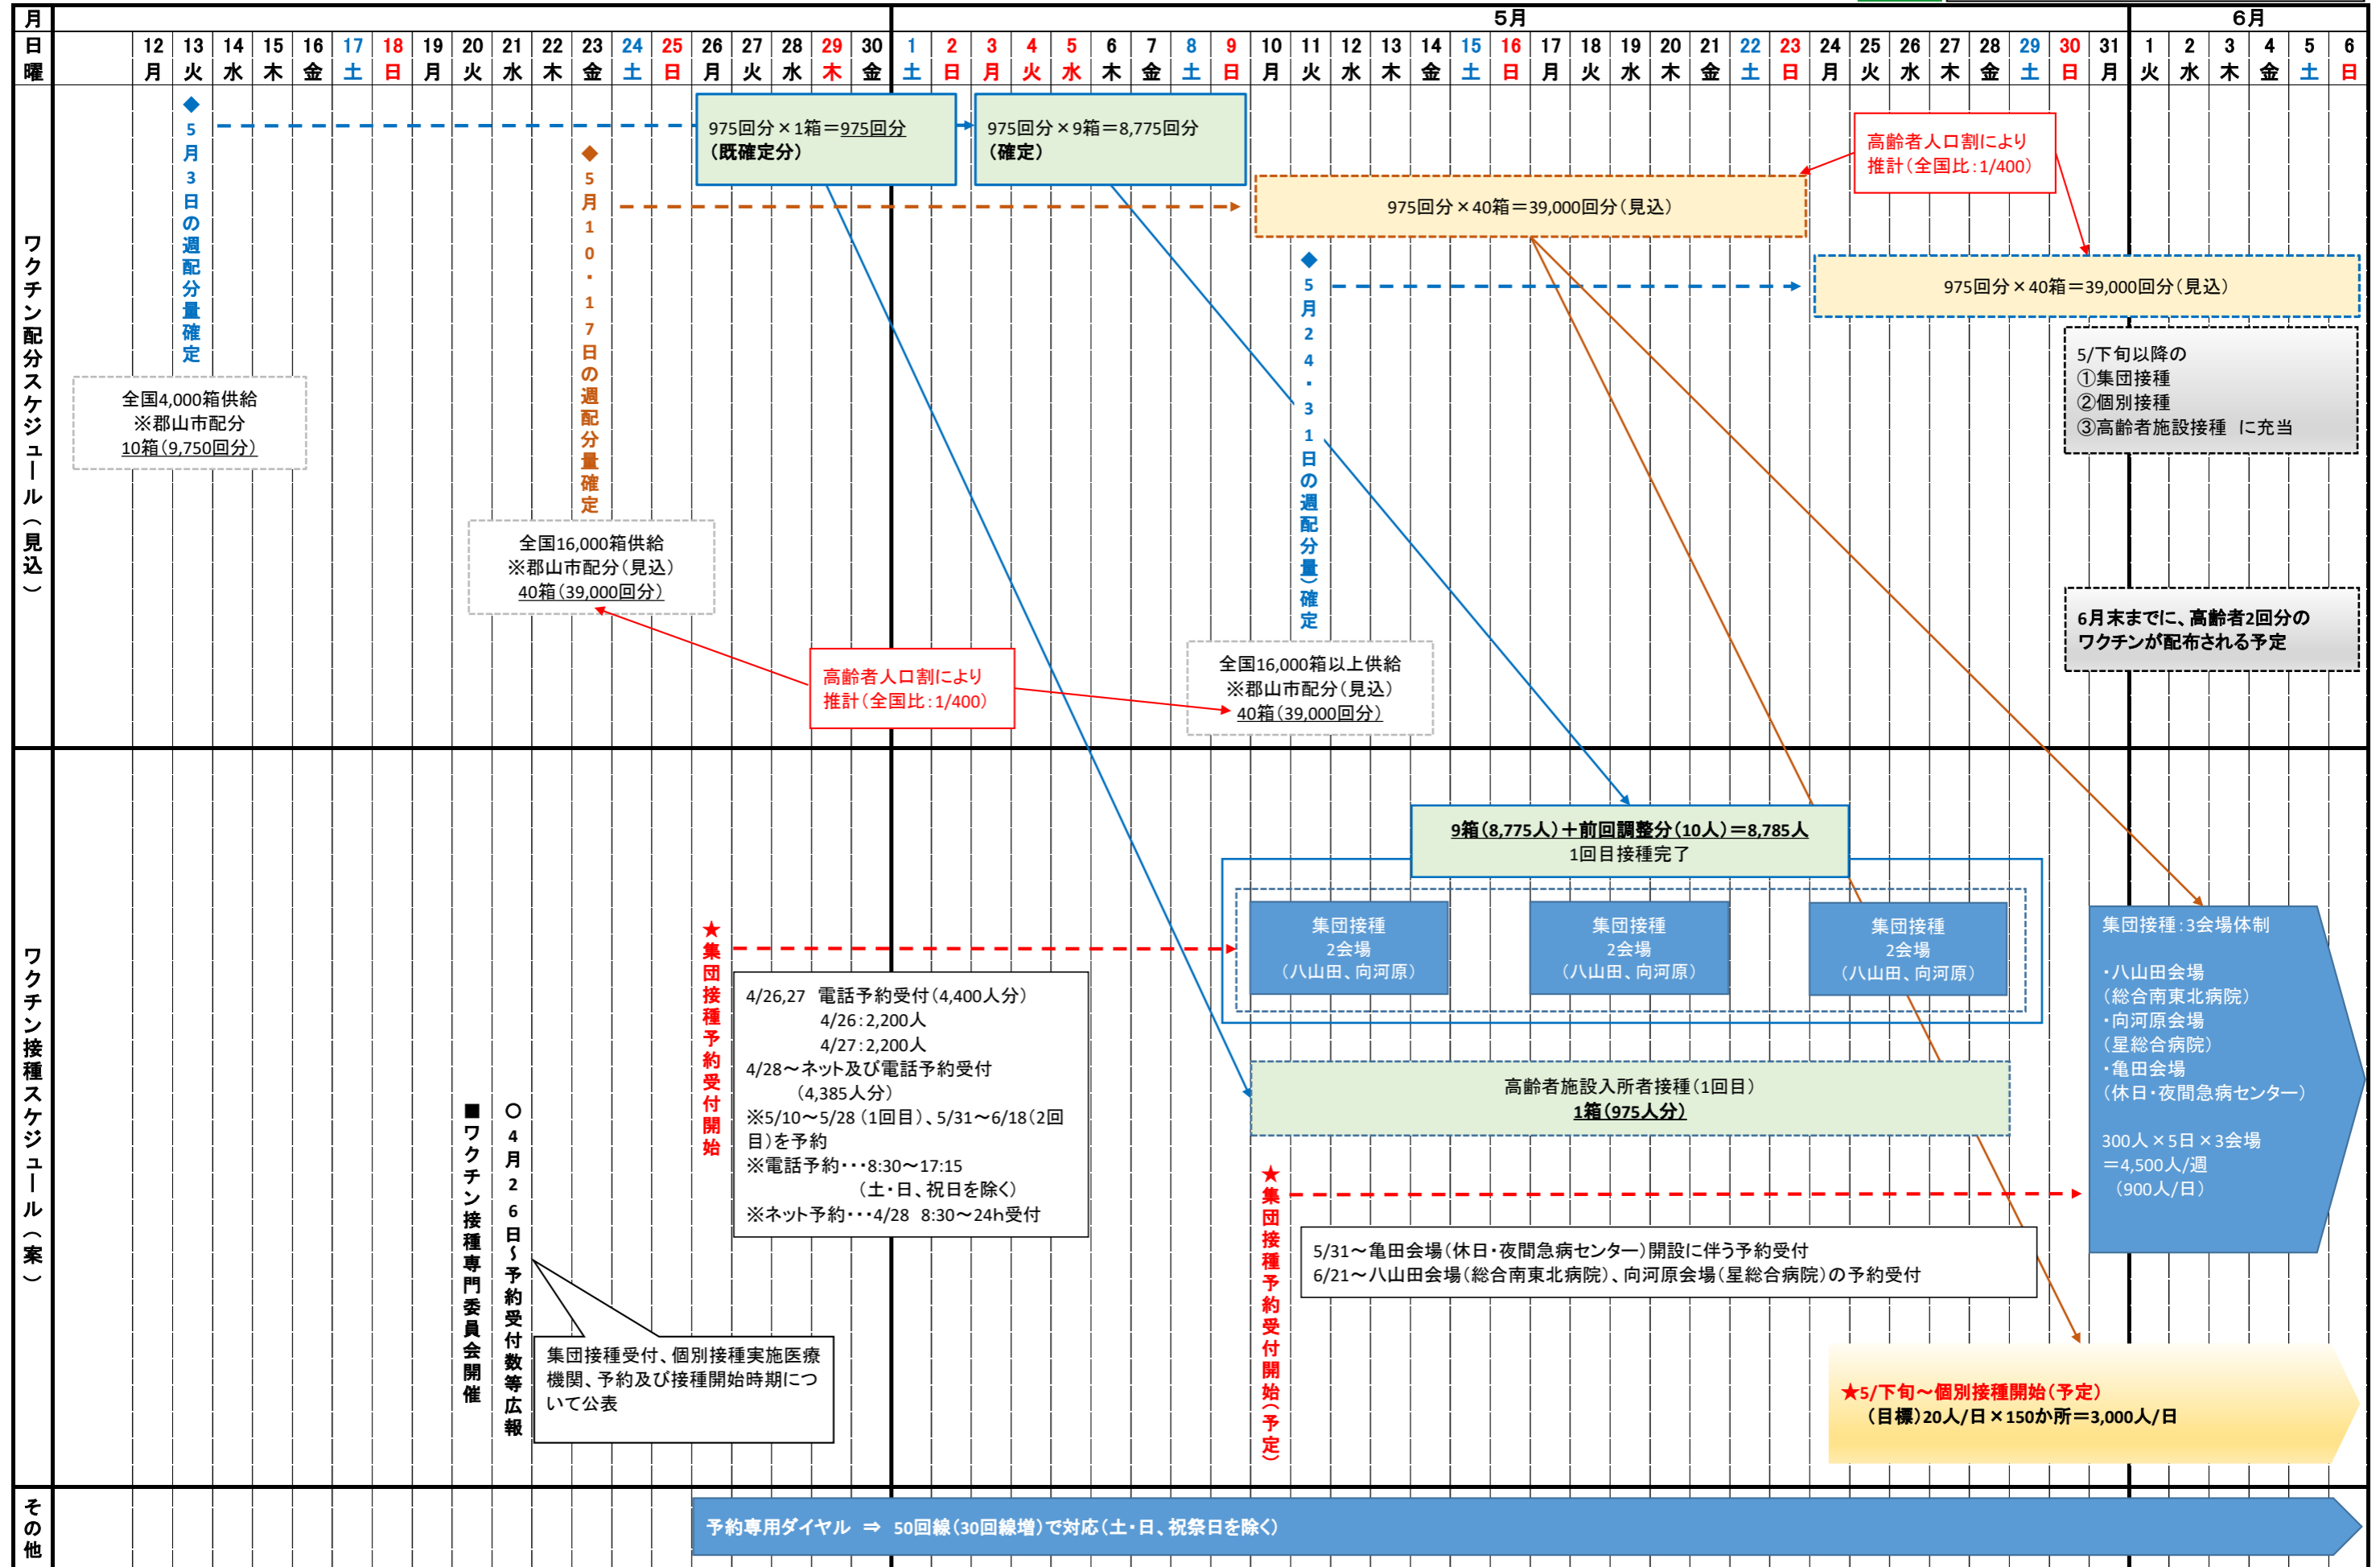 月
5月
6月
日
12 13 14 15 16 17 18 19 20 21 22 23 24 25 26 27 28 29 30 1 2 3 4 5 6 7 8 9 10 11 12 13 14 15 16 17 18 19 20 21 22 23 24 25 26 27 28 29 30 31 1 2 3 4 5 6
曜
月 火 水 木 金 土 日 月 火 水 木 金 土 日 月 火 水 木 金 土 日 月 火 水 木 金 土 日 月 火 水 木 金 土 日 月 火 水 木 金 土 日 月 火 水 木 金 土 日 月 火 水 木 金 土 日
ワクチン配分スケジュール（見込）
◆5月3日の週配分量確定
全国4,000箱供給
※郡山市配分
10箱（9,750回分）
◆5月10・17日の週配分量確定
全国16,000箱供給
※郡山市配分（見込）
40箱（39,000回分）
975回分×1箱＝975回分
（既確定分）
975回分×9箱＝8,775回分
（確定）
高齢者人口割により
推計（全国比：1/400）
975回分×40箱＝39,000回分（見込）
◆5月24・31日の週配分量）確定
975回分×40箱＝39,000回分（見込）
5/下旬以降の
①集団接種
②個別接種
③高齢者施設接種 に充当
6月末までに、高齢者2回分の
ワクチンが配布される予定
高齢者人口割により
推計（全国比：1/400）
全国16,000箱以上供給
※郡山市配分（見込）
40箱（39,000回分）
ワクチン接種スケジュール（案）
9箱（8,775人）＋前回調整分（10人）＝8,785人
1回目接種完了
集団接種
2会場
（八山田、向河原）
集団接種
2会場
（八山田、向河原）
集団接種
2会場
（八山田、向河原）
集団接種：3会場体制
・八山田会場
（総合南東北病院）
・向河原会場
（星総合病院）
・亀田会場
（休日・夜間急病センター）
300人×5日×3会場
＝4,500人/週
（900人/日）
★集団接種予約受付開始
4/26,27 電話予約受付（4,400人分）
4/26：2,200人
4/27：2,200人
4/28～ネット及び電話予約受付
（4,385人分）
※5/10～5/28（1回目）、5/31～6/18（2回
目）を予約
※電話予約・・・8:30～17:15
（土・日、祝日を除く）
※ネット予約・・・4/28 8:30～24h受付
高齢者施設入所者接種（1回目）
1箱（975人分）
■ワクチン接種専門委員会開催
○4月26日～予約受付数等広報
集団接種受付、個別接種実施医療
機関、予約及び接種開始時期につ
いて公表
★集団接種予約受付開始（予定）
5/31～亀田会場（休日・夜間急病センター）開設に伴う予約受付
6/21～八山田会場（総合南東北病院）、向河原会場（星総合病院）の予約受付
★5/下旬～個別接種開始（予定）
（目標）20人/日×150か所＝3,000人/日
その他
予約専用ダイヤル ⇒ 50回線（30回線増）で対応（土・日、祝祭日を除く）